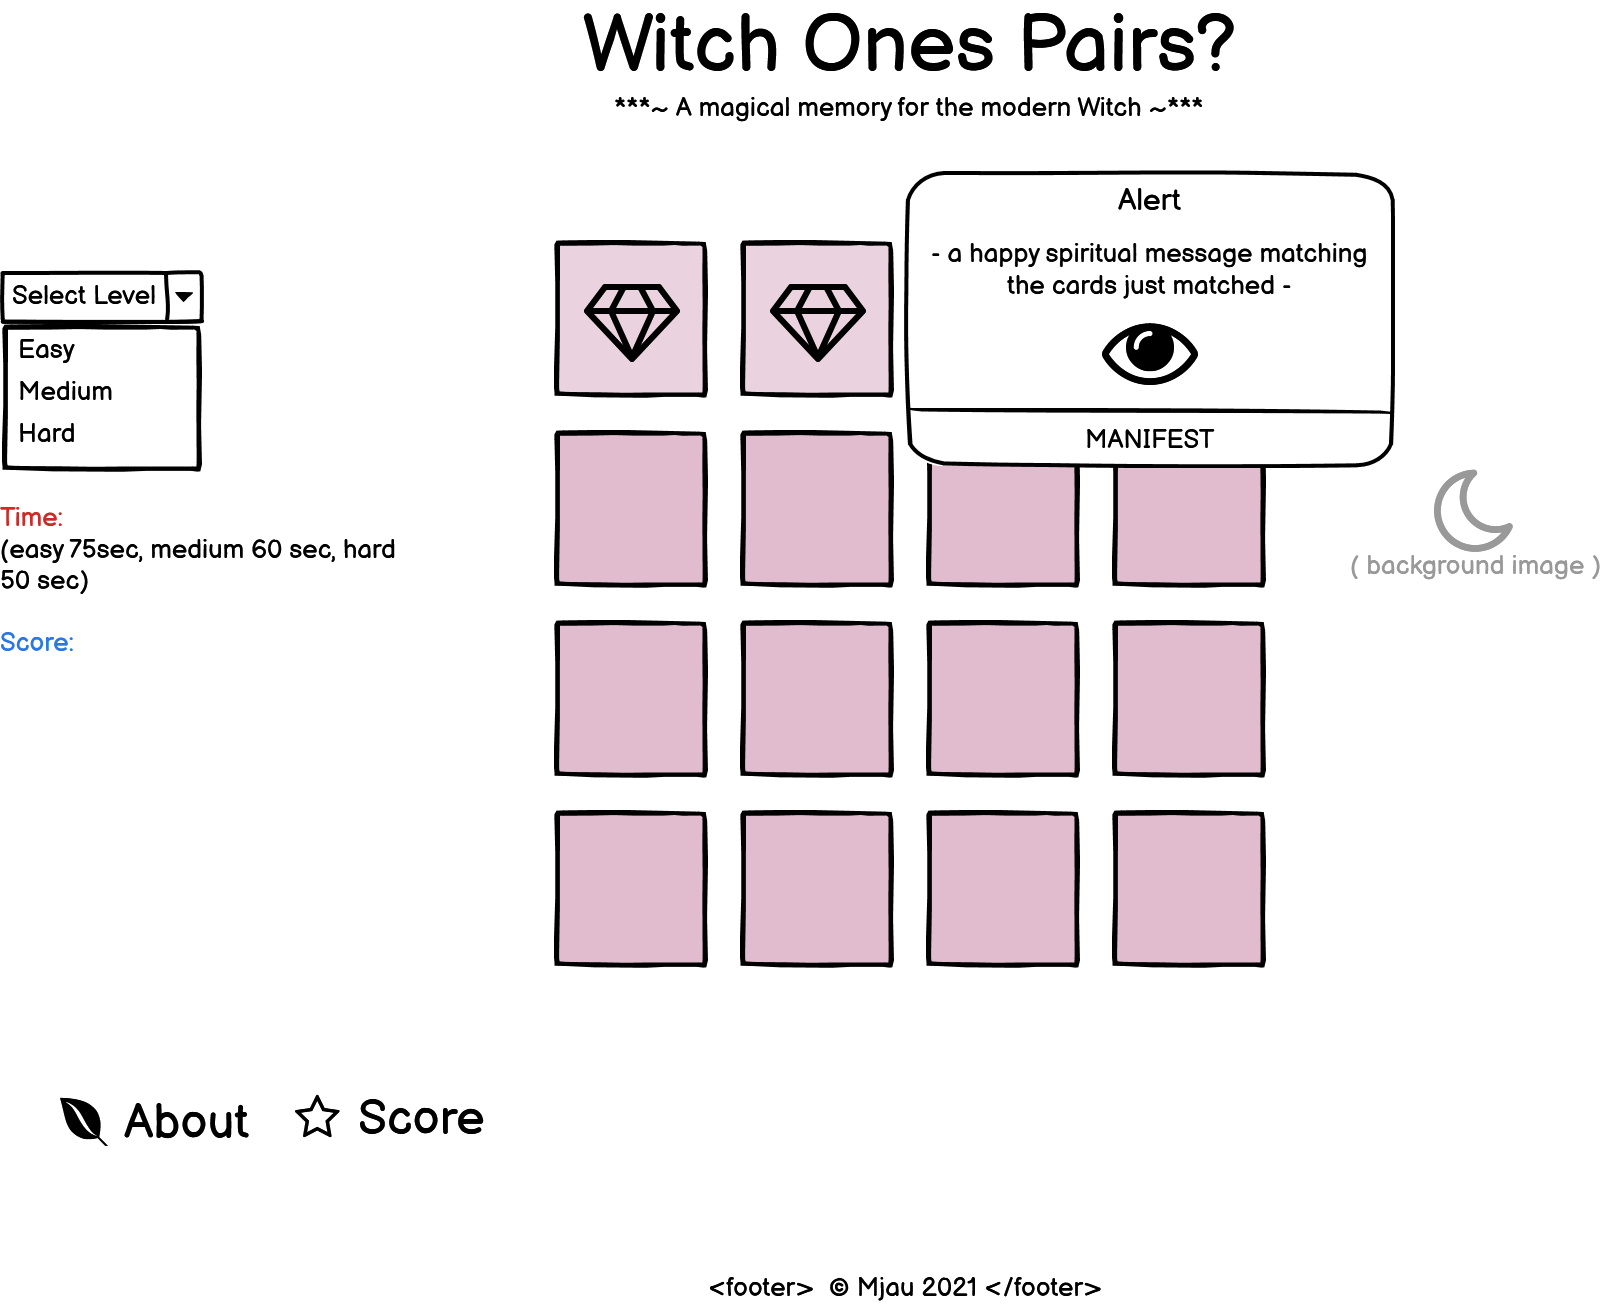 Witch Ones Pairs?
***~ A magical memory for the modern Witch ~***
Alert
- a happy spiritual message matching
the cards just matched -
MANIFEST
Select Level
Easy
Medium
Hard
Time:
(easy 75sec, medium 60 sec, hard
50 sec)
Score:
( background image )
About
Score
<footer>  © Mjau 2021 </footer>